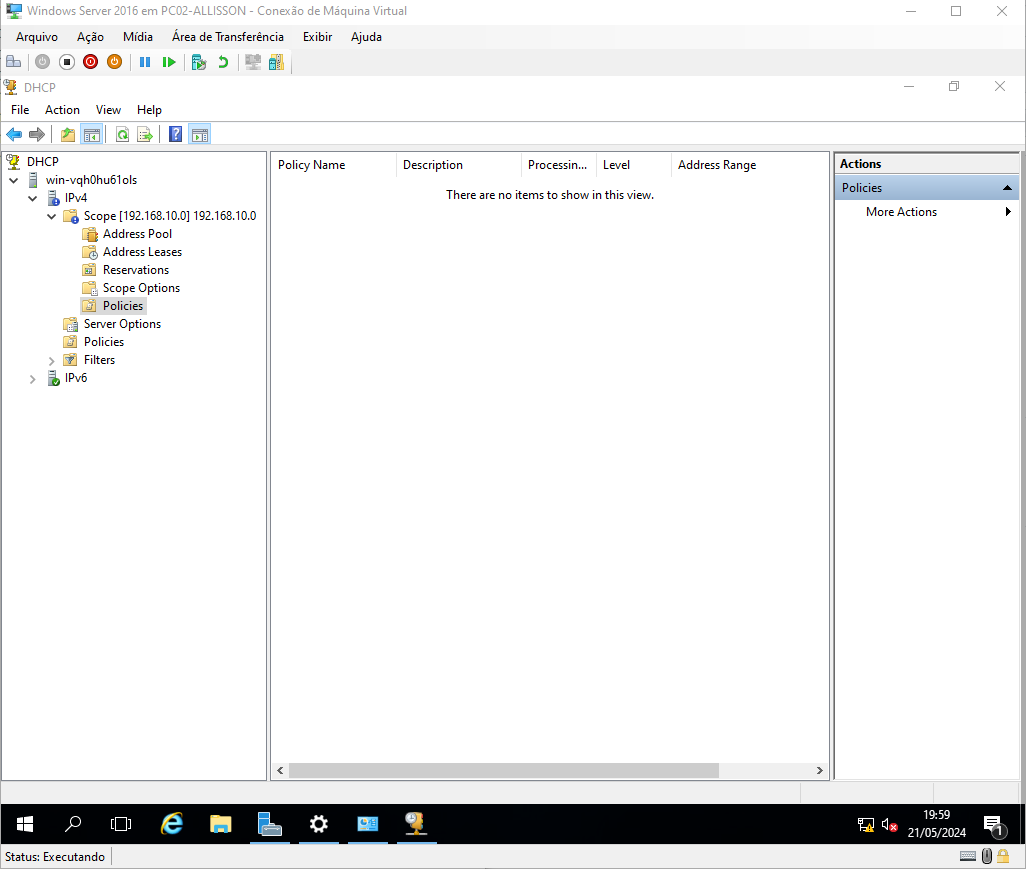 Windows Server 2016 em PC02-ALLISSON - Conexão de Máquina Virtual
Arquivo Ação Mídia Área de Transferência Exibir Ajuda
DHCP
File Action View Help
DHCP
win-vqh0hu61ols
IPv4
Scope [192.168.10.0] 192.168.10.0
Address Pool
Address Leases
Reservations
Scope Options
Policies
Server Options
Policies
Filters
IPv6
Policy Name Description Processin... Level Address Range
There are no items to show in this view.
Actions
Policies
More Actions
19:59
21/05/2024
1
Status: Executando